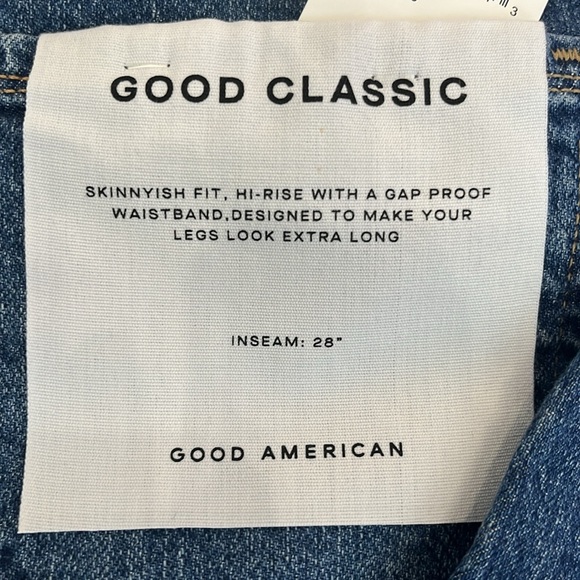 GOOD CLASSIC
SKINNYISH FIT, HI-RISE WITH A GAP PROOF
WAISTBAND,DESIGNED TO MAKE YOUR
LEGS LOOK EXTRA LONG
INSEAM: 28"
GOOD AMERICAN